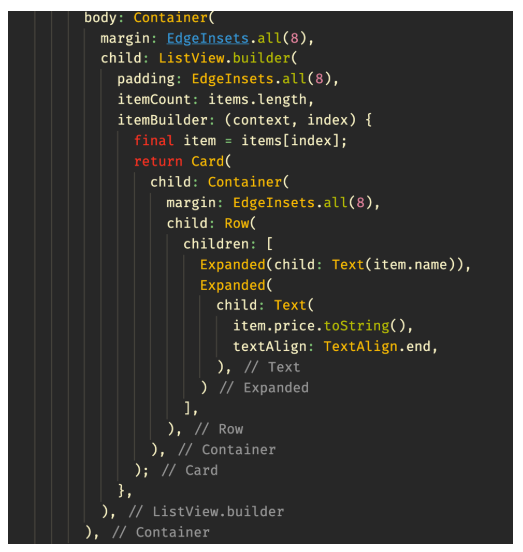 body: Container(
margin: EdgeInsets.all(8),
child: ListView.builder(
padding: EdgeInsets.all(8),
itemCount: items.length,
itemBuilder: (context, index) {
final item = items[index];
return Card(
child: Container(
margin: EdgeInsets.all(8),
child: Row(
children: [
Expanded(child: Text(item.name)),
Expanded(
child: Text(
item.price.toString(),
textAlign: TextAlign.end,
), // Text
) // Expanded
],
), // Row
), // Container
); // Card
},
), // ListView.builder
), // Container